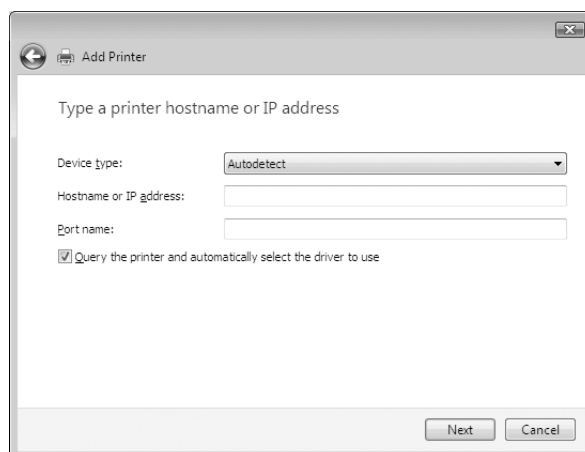 Add Printer
Type a printer hostname or IP address
Device type: Autodetect
Hostname or IP address:
Port name:
Query the printer and automatically select the driver to use
Next Cancel